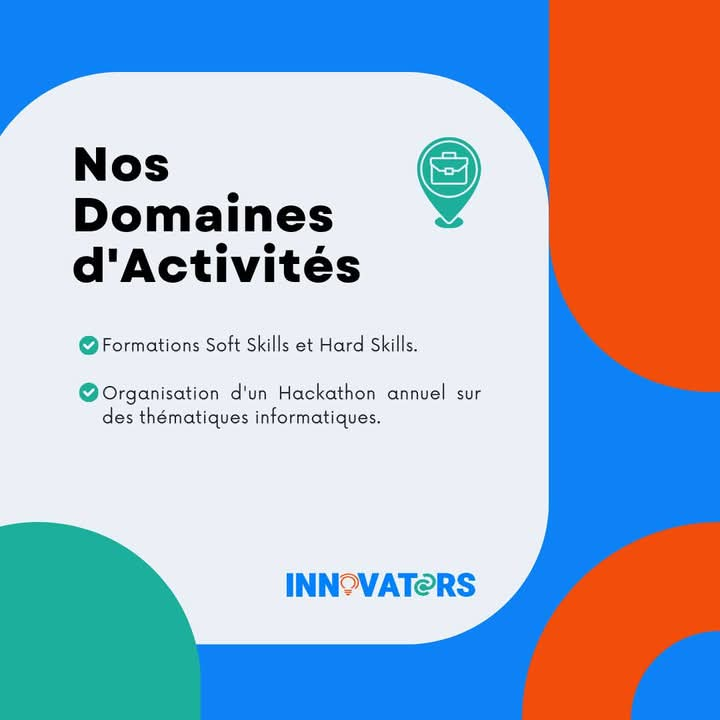 Nos
Domaines
d'Activités
Formations Soft Skills et Hard Skills.
Organisation d'un Hackathon annuel sur
des thématiques informatiques.
INNOVATORS